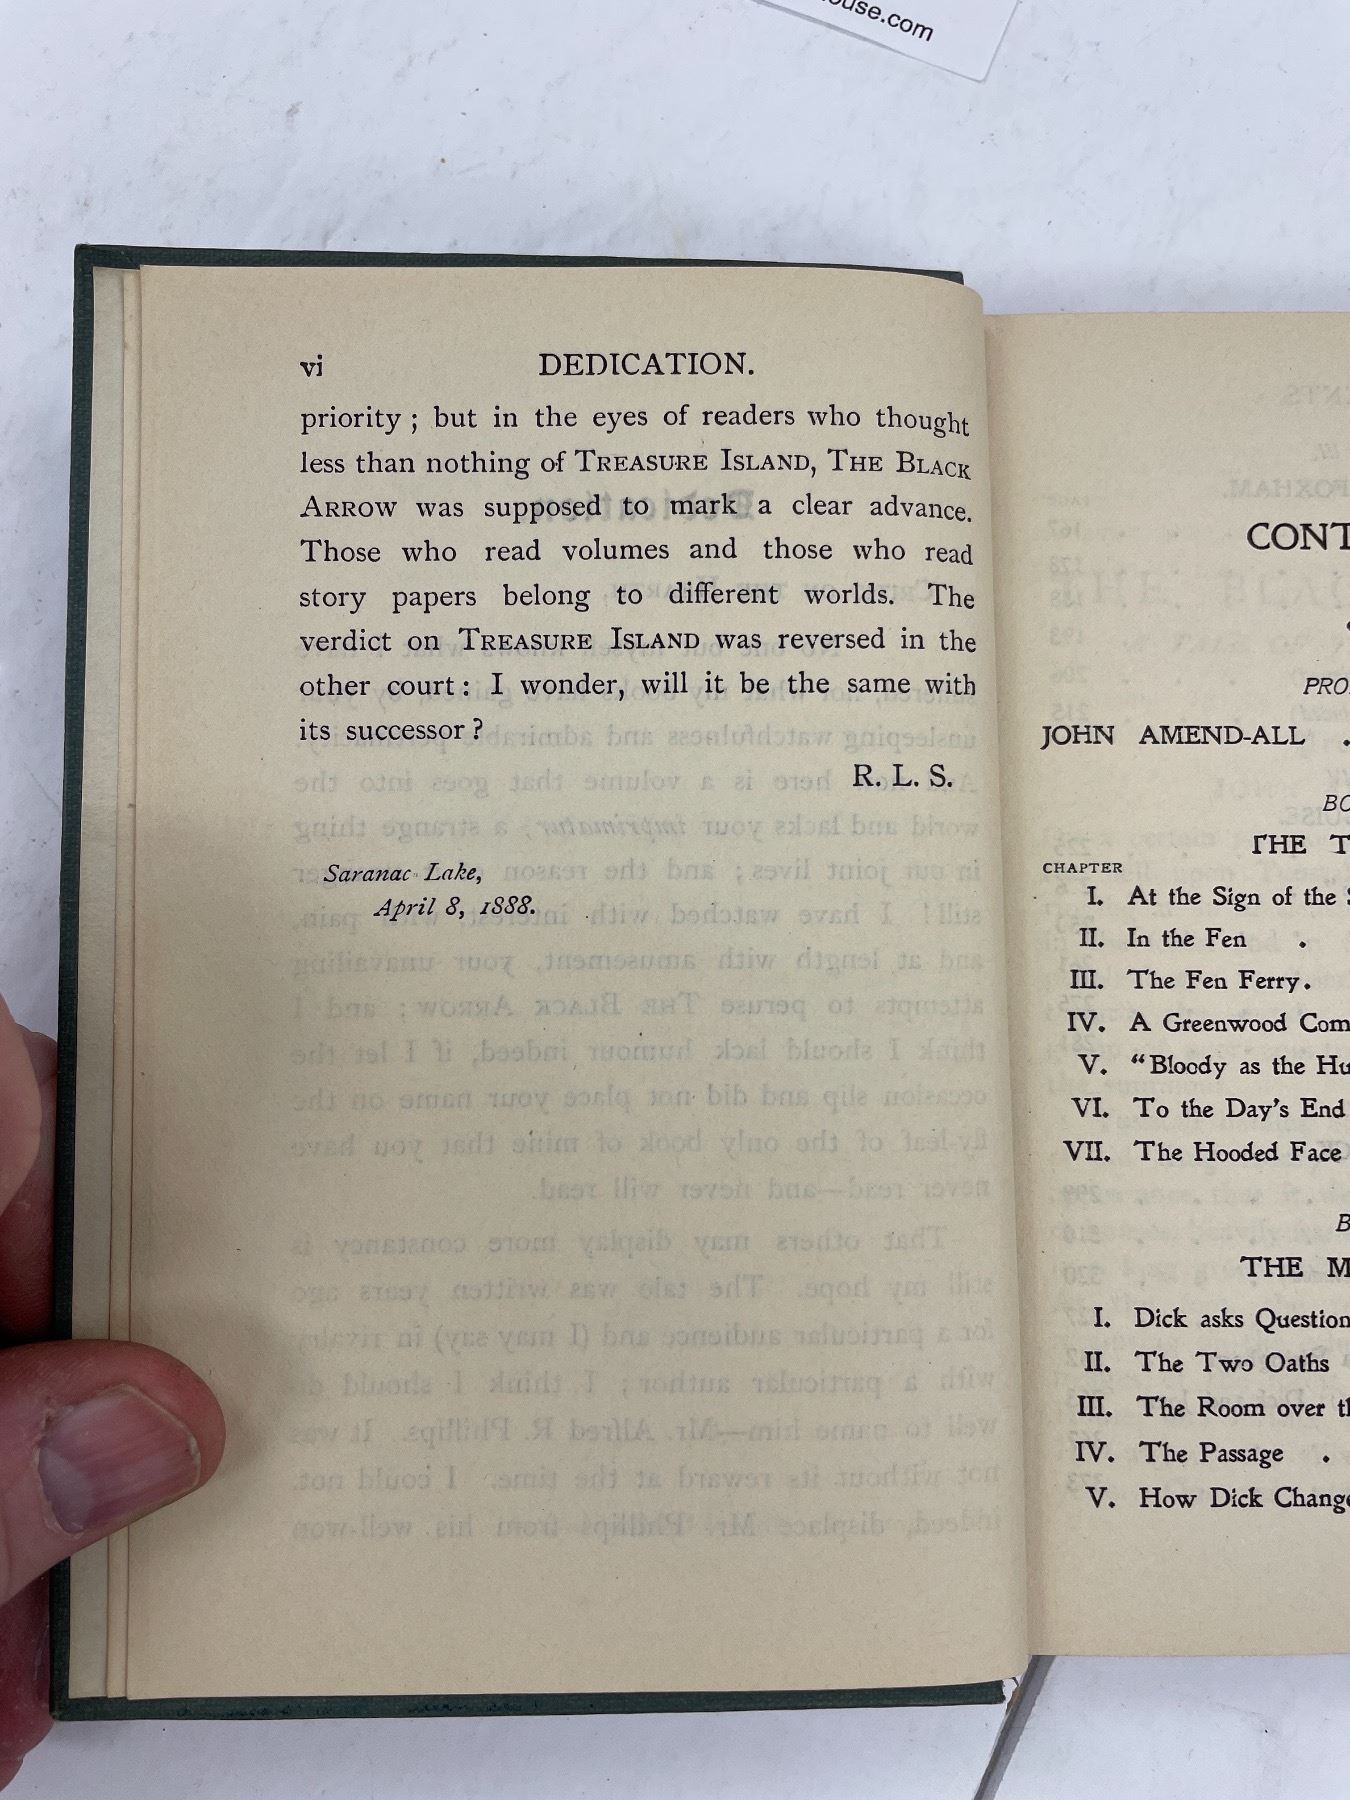 ouse.com
vi DEDICATION.
priority ; but in the eyes of readers who thought
less than nothing of TREASURE ISLAND, THE BLACK
ARROW was supposed to mark a clear advance.
Those who read volumes and those who read
story papers belong to different worlds. The
verdict on TREASURE ISLAND was reversed in the
other court : I wonder, will it be the same with
its successor ?
R. L. S.
Saranac Lake,
April 8, 1888.
CONT
PRO
JOHN AMEND-ALL .
BO
THE T
CHAPTER
I. At the Sign of the S
II. In the Fen .
III. The Fen Ferry.
IV. A Greenwood Com
V. “Bloody as the Hu
VI. To the Day's End
VII. The Hooded Face
B
THE M
I. Dick asks Question
II. The Two Oaths
III. The Room over th
IV. The Passage .
V. How Dick Change